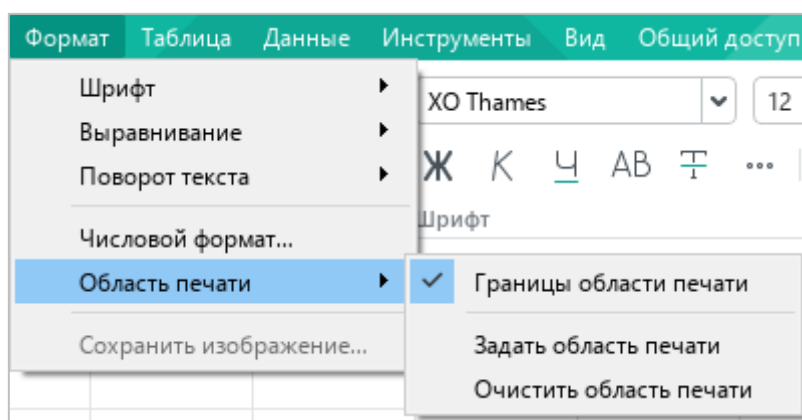 Формат Таблица Данные Инструменты Вид Общий доступ
Шрифт
XO Thames 12
Выравнивание
Ж К Ч АВ Т
Поворот текста
Шрифт
Числовой формат...
Область печати
Границы области печати
Сохранить изображение...
Задать область печати
Очистить область печати